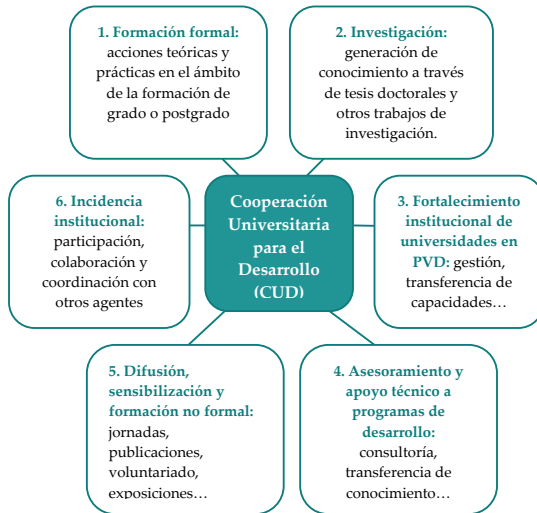 1. Formación formal:
acciones teóricas y
prácticas en el ámbito
de la formación de
grado o postgrado
2. Investigación:
generación de
conocimiento a través
de tesis doctorales y
otros trabajos de
investigación.
6. Incidencia
institucional:
participación,
colaboración y
coordinación con
otros agentes
Cooperación
Universitaria
para el
Desarrollo
(CUD)
3. Fortalecimiento
institucional de
universidades en
PVD: gestión,
transferencia de
capacidades…
5. Difusión,
sensibilización y
formación no formal:
jornadas,
publicaciones,
voluntariado,
exposiciones…
4. Asesoramiento y
apoyo técnico a
programas de
desarrollo:
consultoría,
transferencia de
conocimiento…